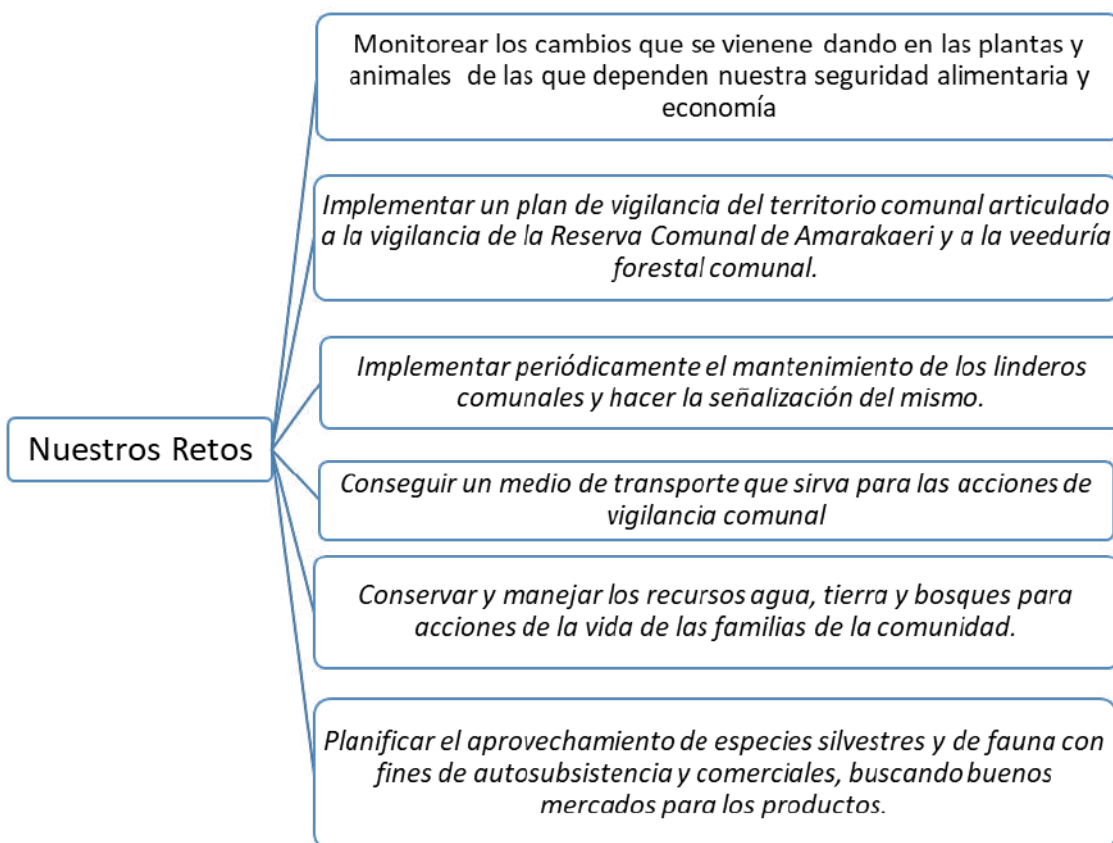 Monitorear los cambios que se vienene dando en las plantas y
animales de las que dependen nuestra seguridad alimentaria y
economía
Implementar un plan de vigilancia del territorio comunal articulado
a la vigilancia de la Reserva Comunal de Amarakaeri y a la veeduría
forestal comunal.
Implementar periódicamente el mantenimiento de los linderos
comunales y hacer la señalización del mismo.
Nuestros Retos
Conseguir un medio de transporte que sirva para las acciones de
vigilancia comunal
Conservar y manejar los recursos agua, tierra y bosques para
acciones de la vida de las familias de la comunidad.
Planificar el aprovechamiento de especies silvestres y de fauna con
fines de autosubsistencia y comerciales, buscando buenos
mercados para los productos.